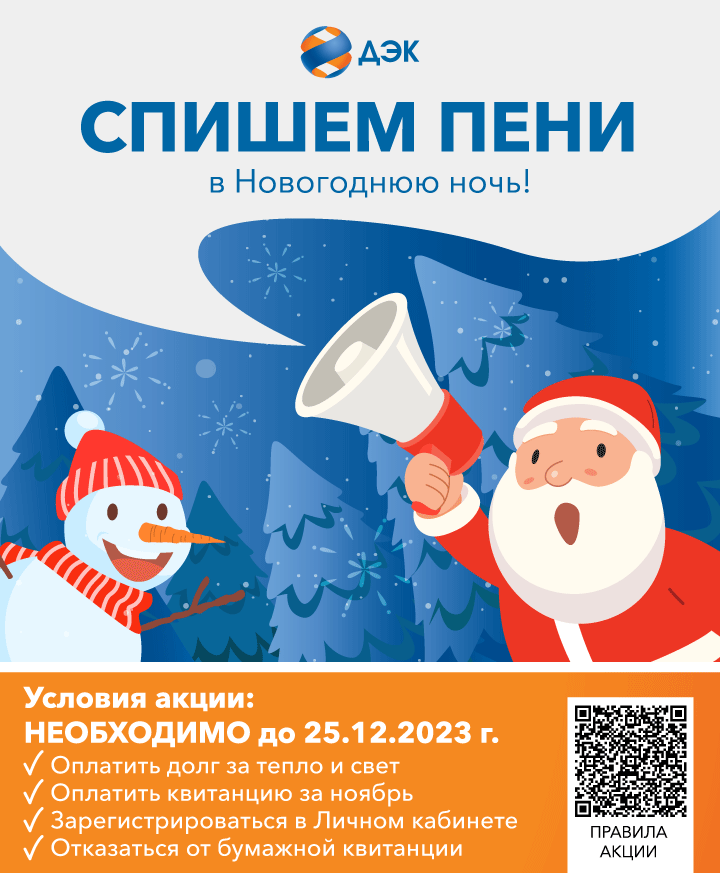 ДЭК
СПИШЕМ ПЕНИ
в Новогоднюю ночь!
Условия акции:
НЕОБХОДИМО до 25.12.2023 г.
✓ Оплатить долг за тепло и свет
✓ Оплатить квитанцию за ноябрь
✓ Зарегистрироваться в Личном кабинете
✓ Отказаться от бумажной квитанции
ПРАВИЛА
АКЦИИ